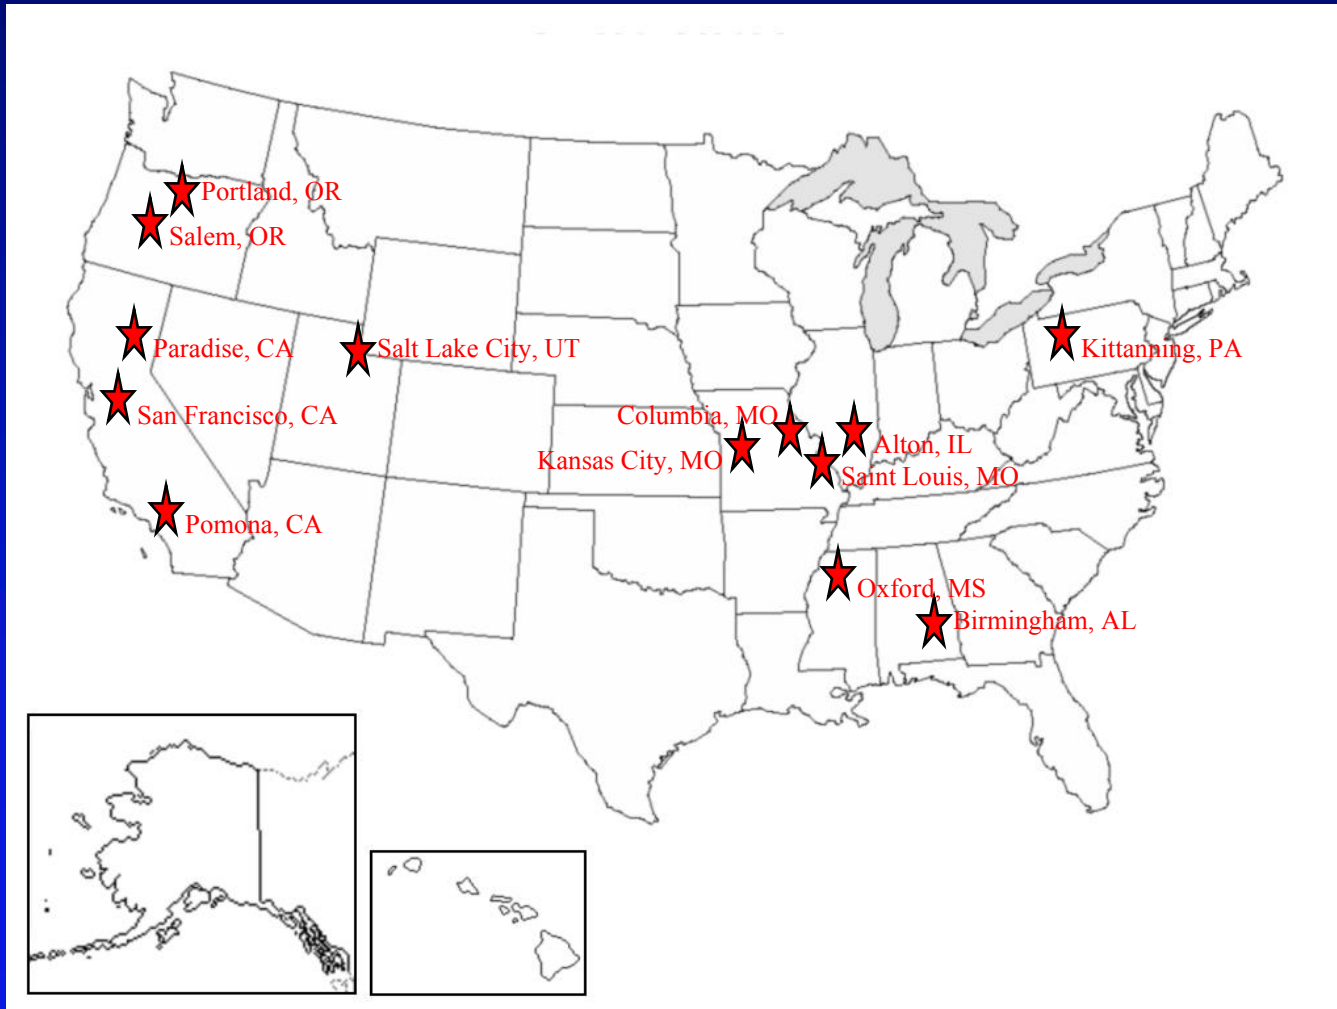 Portland, OR
Salem, OR
Paradise, CA
Salt Lake City, UT
Kittanning, PA
San Francisco, CA
Columbia, MO
Alton, IL
Kansas City, MO
Saint Louis, MO
Pomona, CA
Oxford, MS
Birmingham, AL